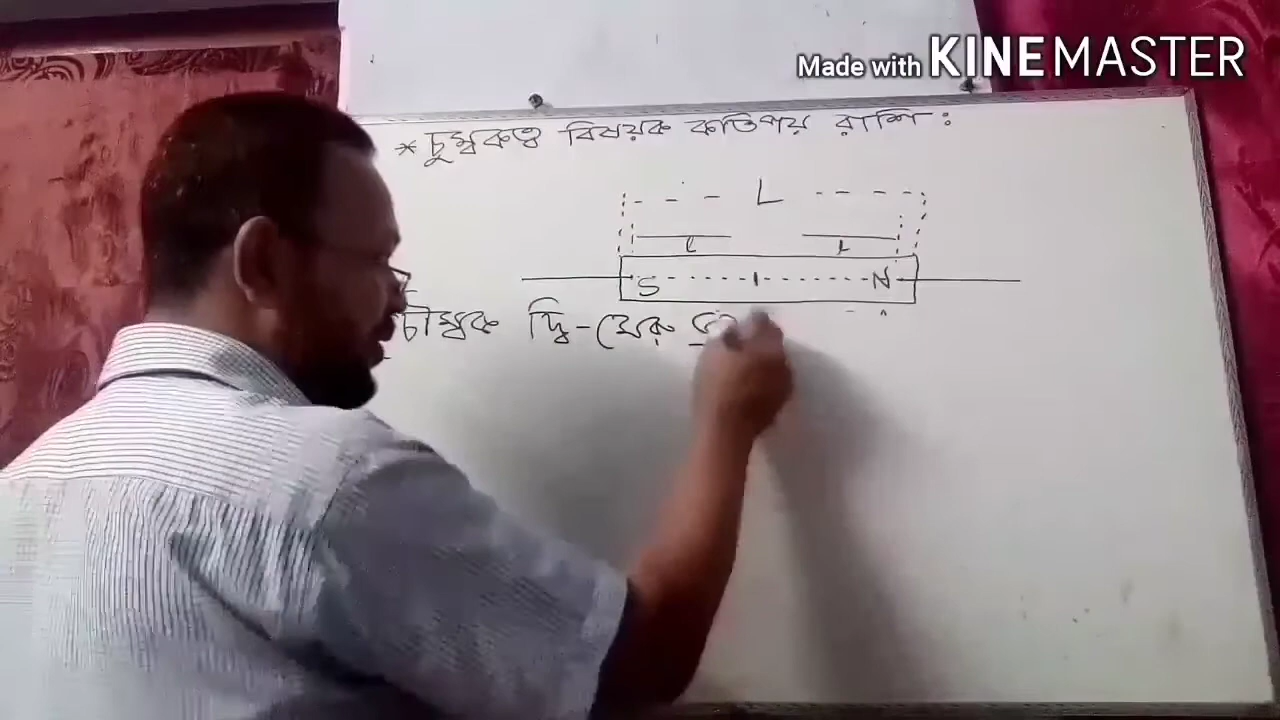 Made with KINEMASTER
* চুম্বকত্ব বিষয়ক কতিপয় রাশি :
L
l l
S N
চৌম্বক দ্বি-মেরু